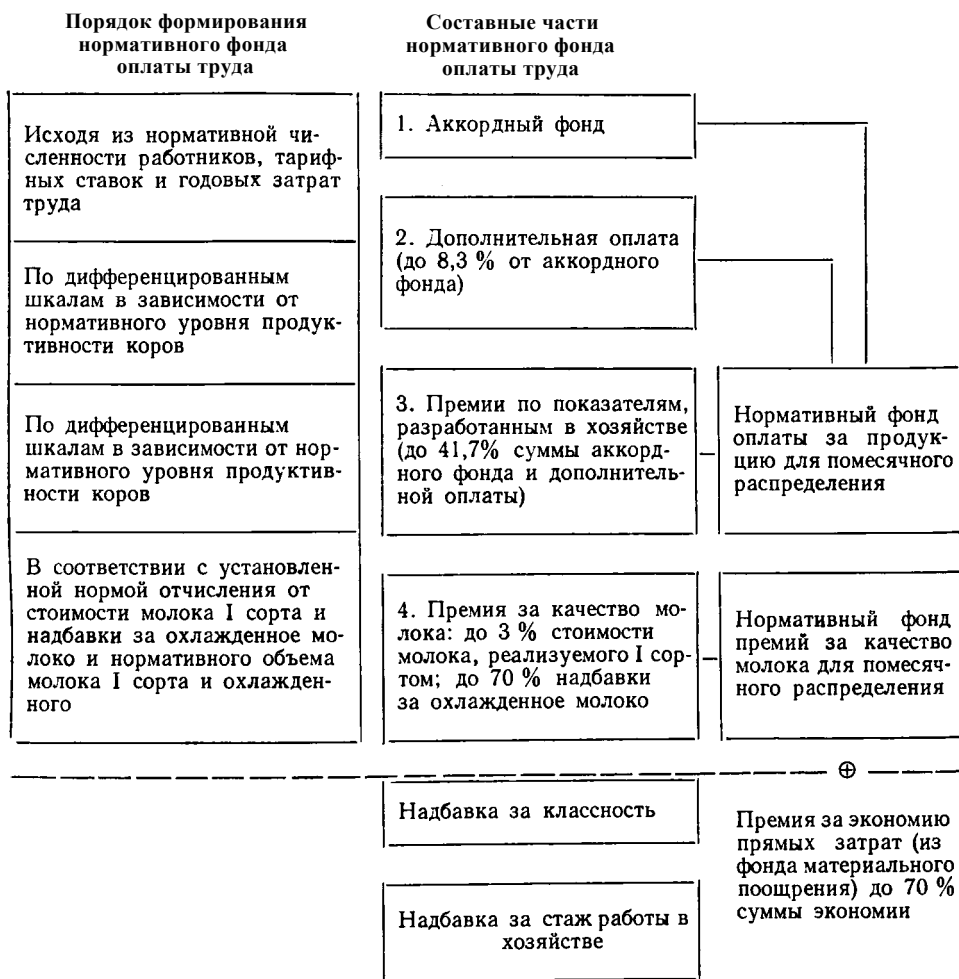 Порядок формирования
нормативного фонда
оплаты труда
Исходя из нормативной чи-
сленности работников, тариф-
ных ставок и годовых затрат
труда
По дифференцированным
шкалам в зависимости от
нормативного уровня продук-
тивности коров
По дифференцированным
шкалам в зависимости от нор-
мативного уровня продуктив-
ности коров
В соответствии с установлен-
ной нормой отчисления от
стоимости молока I сорта и
надбавки за охлажденное мо-
локо и нормативного объема
молока I сорта и охлажден-
ного
Составные части
нормативного фонда
оплаты труда
1. Аккордный фонд
2. Дополнительная оплата
(до 8,3 % от аккордного
фонда)
3. Премии по показателям,
разработанным в хозяйстве
(до 41,7% суммы аккорд-
ного фонда и дополнитель-
ной оплаты)
4. Премия за качество мо-
лока: до 3 % стоимости
молока, реализуемого I сор-
том; до 70 % надбавки
за охлажденное молоко
Надбавка за классность
Надбавка за стаж работы в
хозяйстве
Нормативный фонд
оплаты за продук-
цию для помесячного
распределения
Нормативный фонд
премий за качество
молока для помесяч-
ного распределения
⊕
Премия за экономию
прямых затрат (из
фонда материального
поощрения) до 70 %
суммы экономии